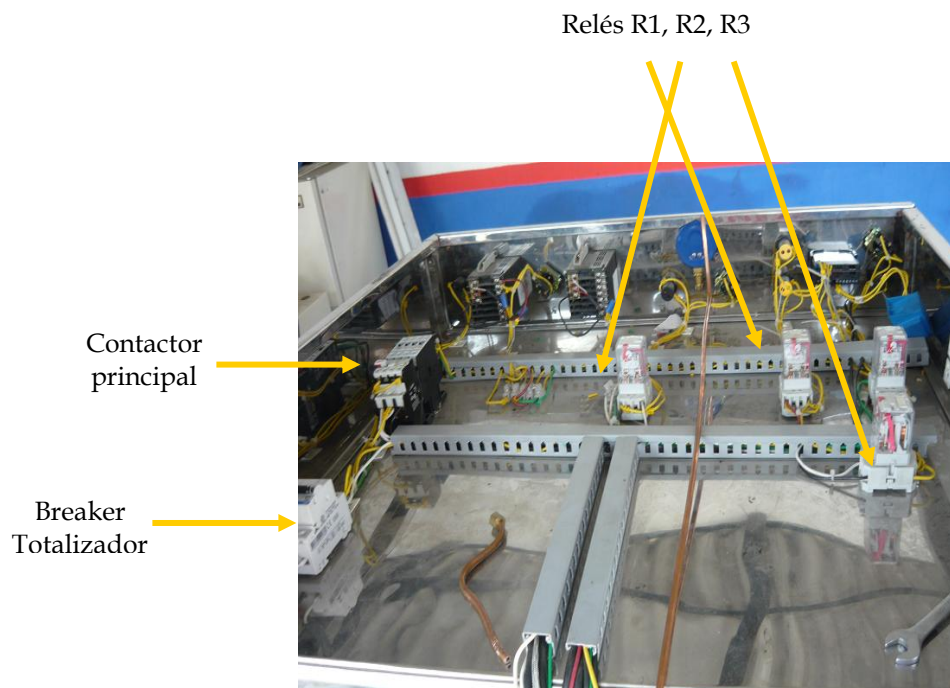 Relés R1, R2, R3
Contactor
principal
Breaker
Totalizador